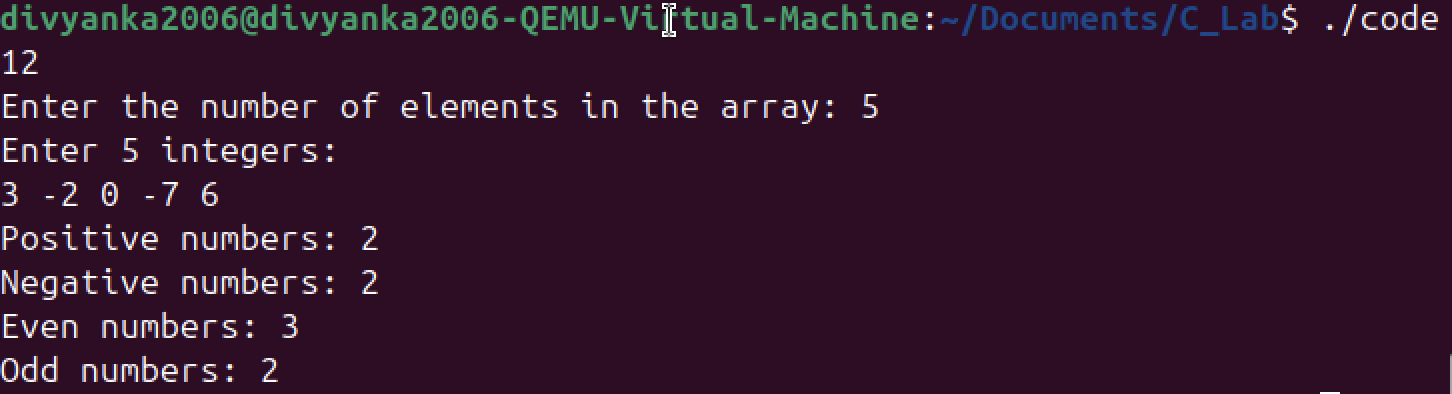 divyanka2006@divyanka2006-QEMU-Virtual-Machine:~/Documents/C_Lab$ ./code
12
Enter the number of elements in the array: 5
Enter 5 integers:
3 -2 0 -7 6
Positive numbers: 2
Negative numbers: 2
Even numbers: 3
Odd numbers: 2